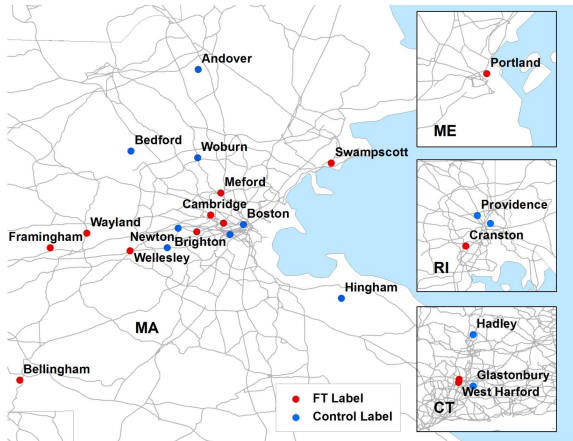 Andover
Portland
ME
Bedford
Woburn
Swampscott
Meford
Cambridge
Boston
Providence
Wayland
Framingham
Newton
Brighton
Wellesley
Cranston
RI
Hingham
MA
Hadley
Bellingham
Glastonbury
West Harford
CT
FT Label
Control Label